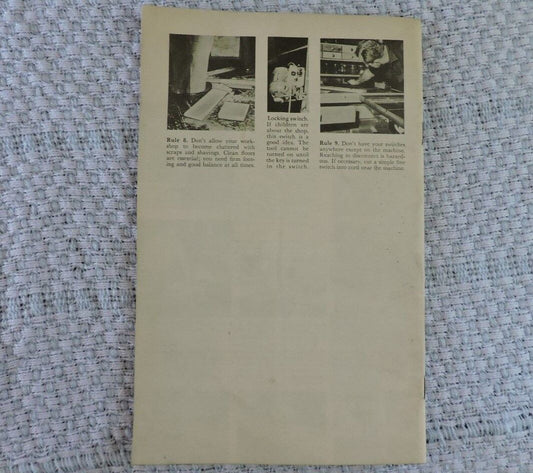 Rule 8. Don't allow your work-
shop to become cluttered with
scraps and shavings. Clean floors
are essential; you need firm foot-
ing and good balance at all times.
Locking switch.
If children are
about the shop,
this switch is a
good idea. The
tool cannot be
turned on until
the key is turned
in the switch.
Rule 9. Don't have your switches
anywhere except on the machine.
Reaching to disconnect is hazard-
ous. If necessary, cut a simple line
switch into cord near the machine.